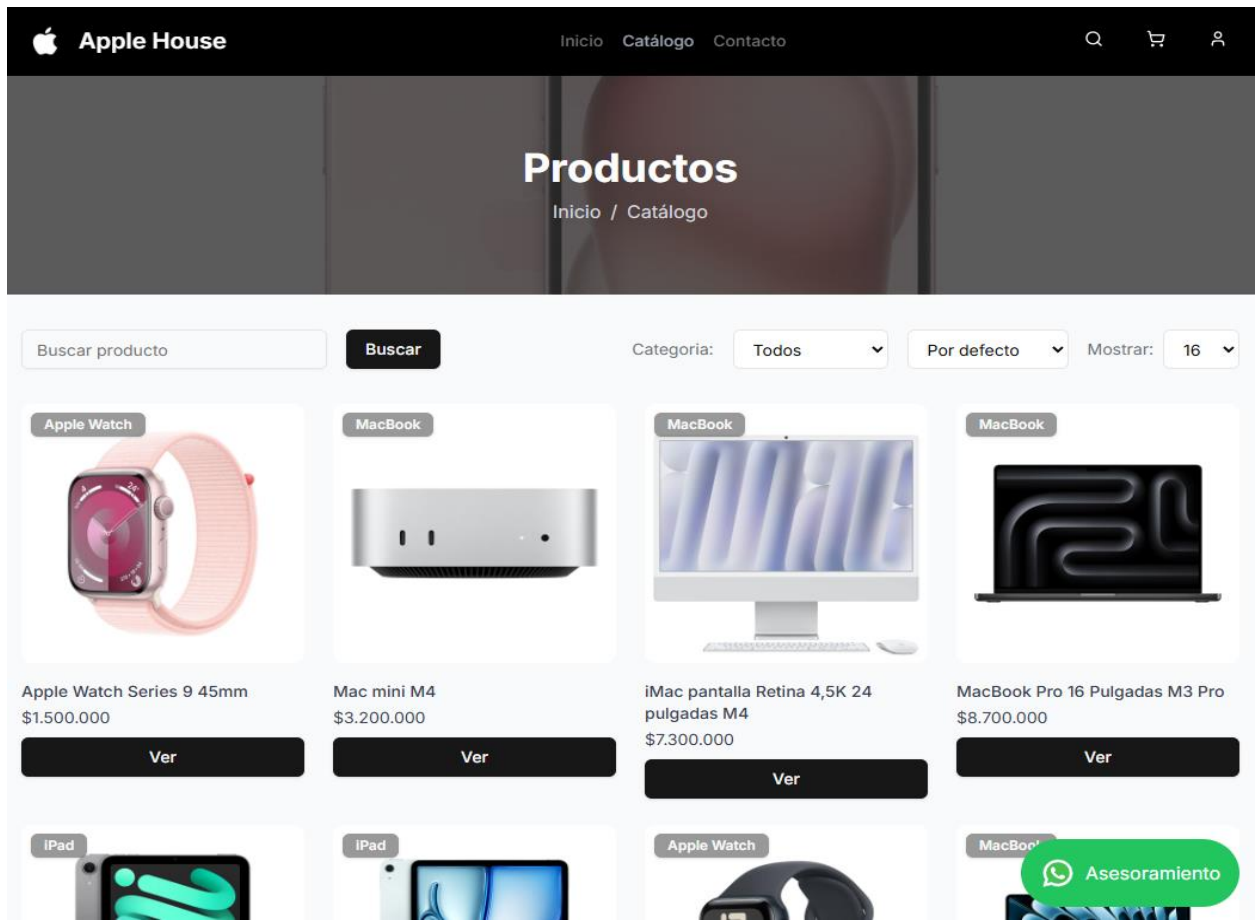 Apple House
Inicio Catálogo Contacto
Productos
Inicio / Catálogo
Buscar producto
Buscar
Categoria: Todos
Por defecto
Mostrar: 16
Apple Watch
MacBook
MacBook
MacBook
Apple Watch Series 9 45mm
$1.500.000
Ver
Mac mini M4
$3.200.000
Ver
iMac pantalla Retina 4,5K 24
pulgadas M4
$7.300.000
Ver
MacBook Pro 16 Pulgadas M3 Pro
$8.700.000
Ver
iPad
iPad
Apple Watch
MacBook
Asesoramiento